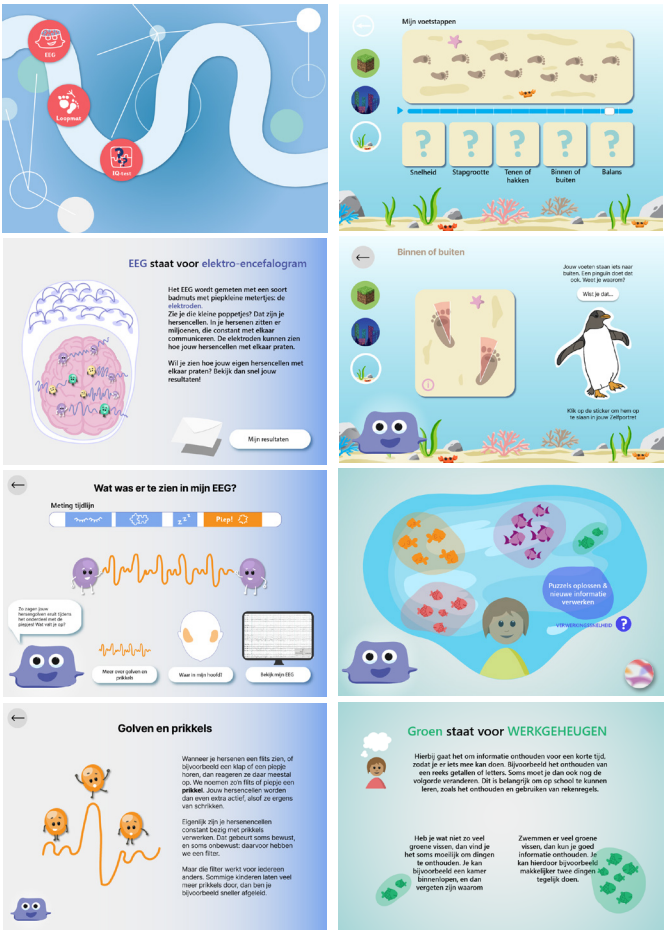 EEG
Loopmat
IQ-test
Mijn voetstappen
?
?
?
?
?
Snelheid
Stapgrootte
Tenen of
hakken
Binnen of
buiten
Balans
EEG staat voor elektro-encefalogram
Het EEG wordt gemeten met een soort
badmuts met piepkleine metertjes: de
elektroden.
Zie je die kleine poppetjes? Dat zijn je
hersencellen. In je hersenen zitten er
miljoenen, die constant met elkaar
communiceren. De elektroden kunnen zien
hoe jouw hersencellen met elkaar praten.
Wil je zien hoe jouw eigen hersencellen met
elkaar praten? Bekijk dan snel jouw
resultaten!
Mijn resultaten
Binnen of buiten
Jouw voeten staan iets naar
buiten. Een pinguin doet dat
ook. Weet je waarom?
Wist je dat...
Klik op de sticker om hem op
te slaan in jouw Zelfportret
Wat was er te zien in mijn EEG?
Meting tijdlijn
z z z
Piep!
Zo zagen jouw
hersengolven eruit tijdens
het onderdeel met de
piepjes! Wat valt je op?
Meer over golven en
prikkels
Waar in mijn hoofd?
Bekijk mijn EEG
Puzzels oplossen &
nieuwe informatie
verwerken
VERWERKINGSSNELHEID
?
Golven en prikkels
Wanneer je hersenen een flits zien, of
bijvoorbeeld een klap of een piepje
horen, dan reageren ze daar meestal
op. We noemen zo'n flits of piepje een
prikkel. Jouw hersencellen worden
dan even extra actief, alsof ze ergens
van schrikken.
Eigenlijk zijn je hersenencellen
constant bezig met prikkels
verwerken. Dat gebeurt soms bewust,
en soms onbewust: daarvoor hebben
we een filter.
Maar die filter werkt voor iedereen
anders. Sommige kinderen laten veel
meer prikkels door, dan ben je
bijvoorbeeld sneller afgeleid.
Groen staat voor WERKGEHEUGEN
Hierbij gaat het om informatie onthouden voor een korte tijd,
zodat je er iets mee kan doen. Bijvoorbeeld het onthouden van
een reeks getallen of letters. Soms moet je dan ook nog de
volgorde veranderen. Dit is belangrijk om op school te kunnen
leren, zoals het onthouden en gebruiken van rekenregels.
Heb je wat niet zo veel
groene vissen, dan vind je
het soms moeilijk om dingen
te onthouden. Je kan
bijvoorbeeld een kamer
binnenlopen, en dan
vergeten zijn waarom
Zwemmen er veel groene
vissen, dan kun je goed
informatie onthouden. Je
kan hierdoor bijvoorbeeld
makkelijker twee dingen
tegelijk doen.